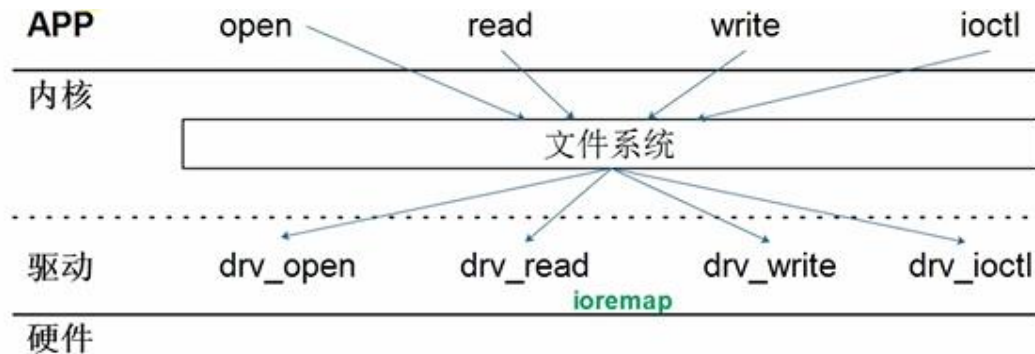 APP open read write ioctl
内核
文件系统
驱动 drv_open drv_read drv_write drv_ioctl
ioremap
硬件